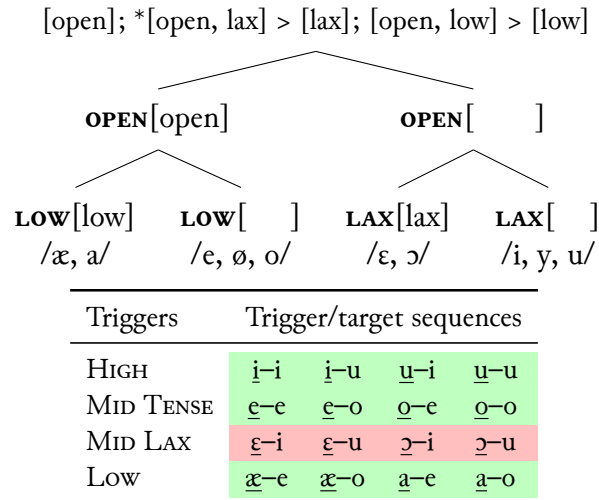 [open]; *[open, lax] > [lax]; [open, low] > [low]
OPEN[open] OPEN[ ]
LOW[low] LOW[ ] LAX[lax] LAX[ ]
/æ, a/ /e, ø, o/ /ɛ, ɔ/ /i, y, u/
Triggers Trigger/target sequences
HIGH i–i i–u u–i u–u
MID TENSE e–e e–o o–e o–o
MID LAX ɛ–i ɛ–u ɔ–i ɔ–u
LOW æ–e æ–o a–e a–o